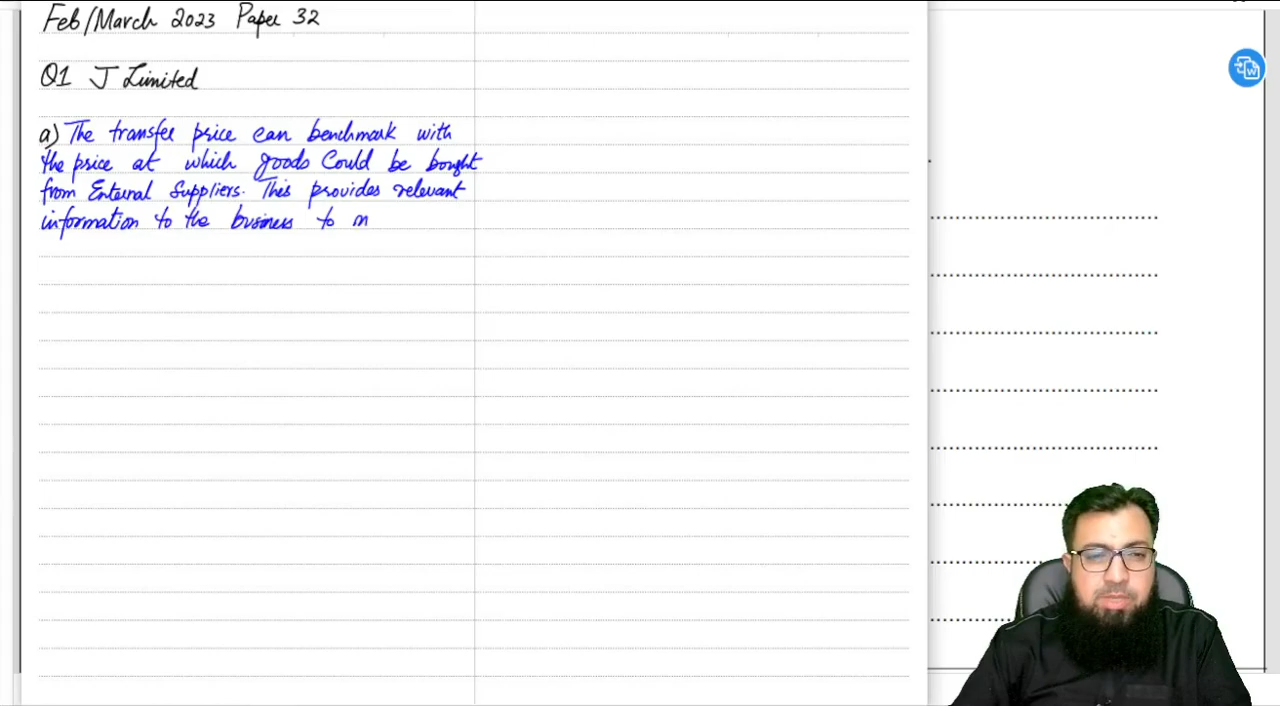 Feb/March 2023 Paper 32
Q1 J Limited
a) The transfer price can benchmark with
the price at which goods could be bought
from External Suppliers. This provides relevant
information to the business to m